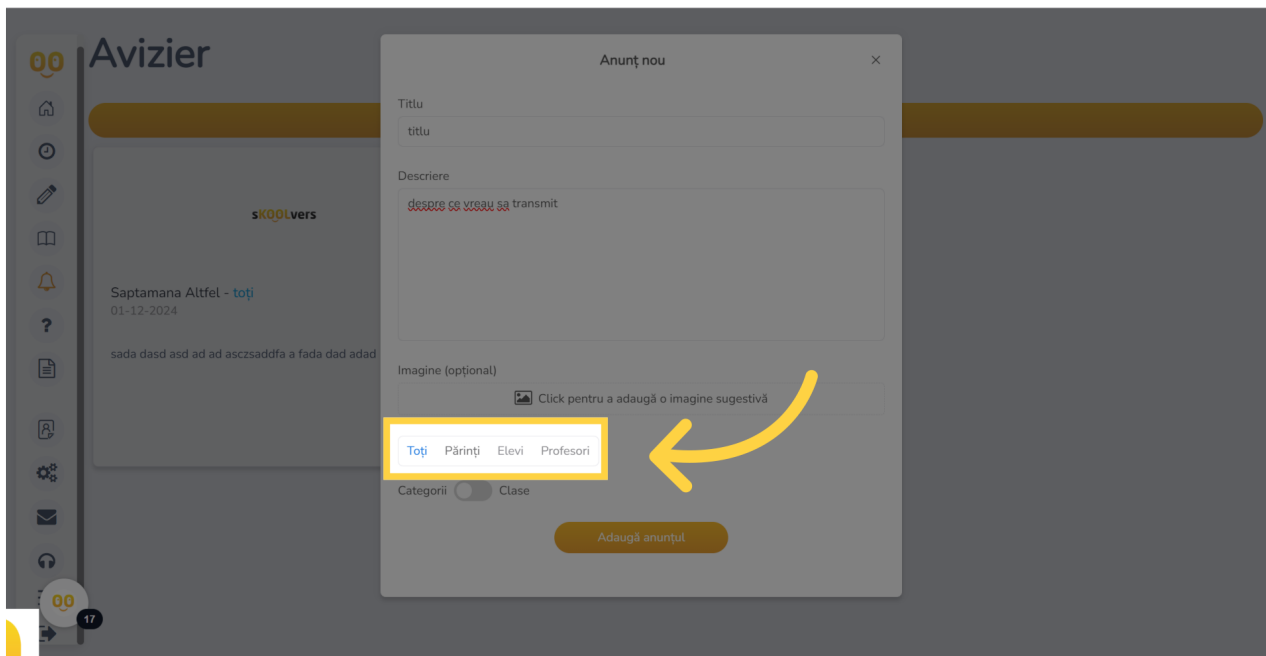 Avizier
Anunț nou
Titlu
titlu
Descriere
despre ce vreau sa transmit
sKOOLvers
Saptamana Altfel - toți
01-12-2024
sada dasd asd ad ad asczsaddfa a fada dad adad
Imagine (opțional)
Click pentru a adaugă o imagine sugestivă
Toți Părinți Elevi Profesori
Categorii Clase
Adaugă anunțul
17